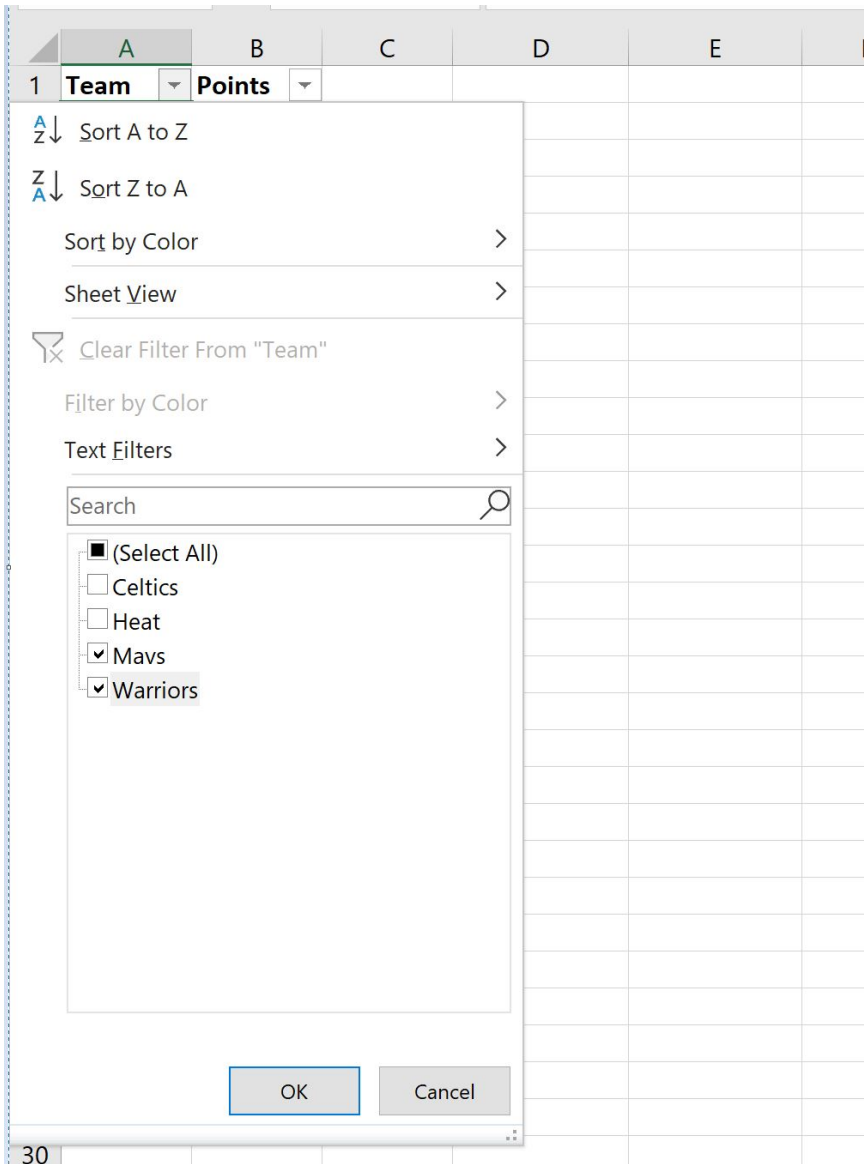 A B C D E
1 Team Points
Sort A to Z
Sort Z to A
Sort by Color
Sheet View
Clear Filter From "Team"
Filter by Color
Text Filters
Search
(Select All)
Celtics
Heat
Mavs
Warriors
OK Cancel
30